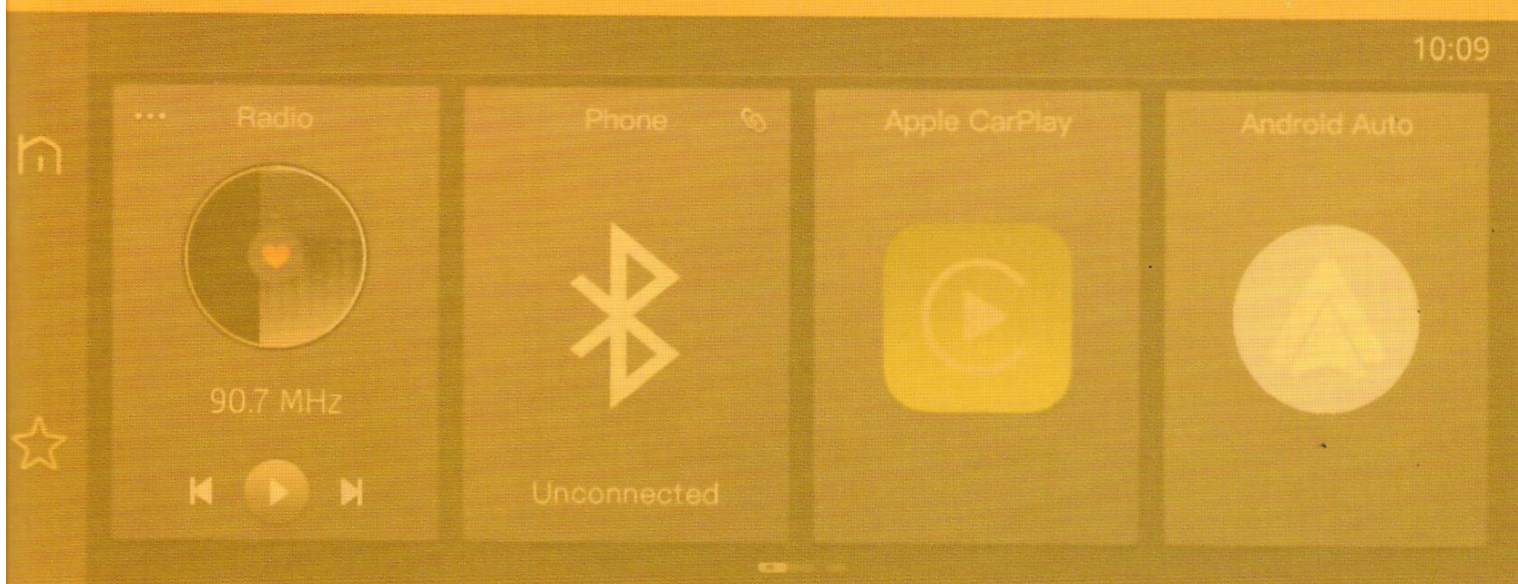 10:09
Radio
Phone
Apple CarPlay
Android Auto
90.7 MHz
Unconnected